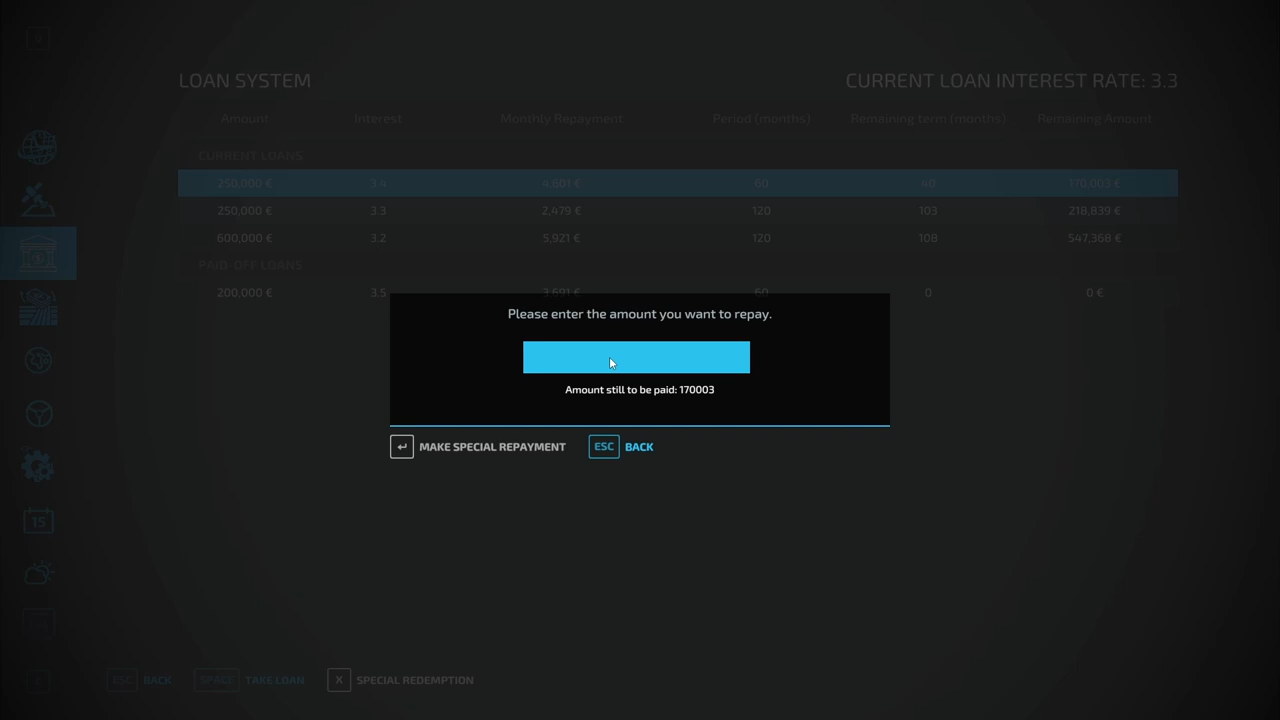 LOAN SYSTEM
CURRENT LOAN INTEREST RATE: 3.3
Amount Interest Monthly Repayment Period (months) Remaining term (months) Remaining Amount
CURRENT LOANS
250,000 € 3.4 4,601 € 60 40 170,003 €
250,000 € 3.3 2,479 € 120 103 218,839 €
600,000 € 3.2 5,921 € 120 108 547,368 €
PAID-OFF LOANS
200,000 € 3.5 3,691 € 60 0 0 €
Please enter the amount you want to repay.
Amount still to be paid: 170003
MAKE SPECIAL REPAYMENT ESC BACK
15
ESC BACK SPACE TAKE LOAN X SPECIAL REDEMPTION